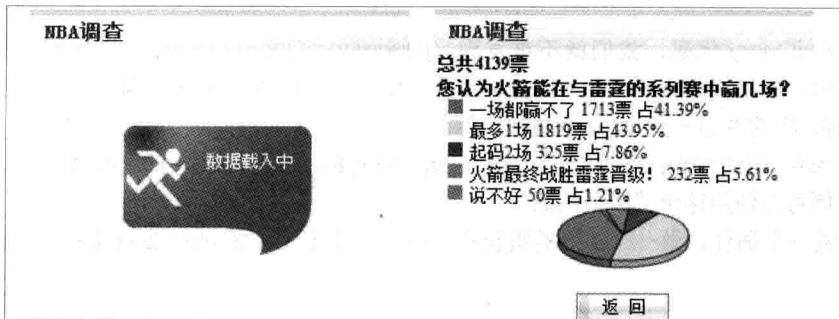 NBA调查
数据载入中
NBA调查
总共4139票
您认为火箭能在与雷霆的系列赛中赢几场?
一场都赢不了 1713票 占41.39%
最多1场 1819票 占43.95%
起码2场 325票 占7.86%
火箭最终战胜雷霆晋级! 232票 占5.61%
说不好 50票 占1.21%
返 回